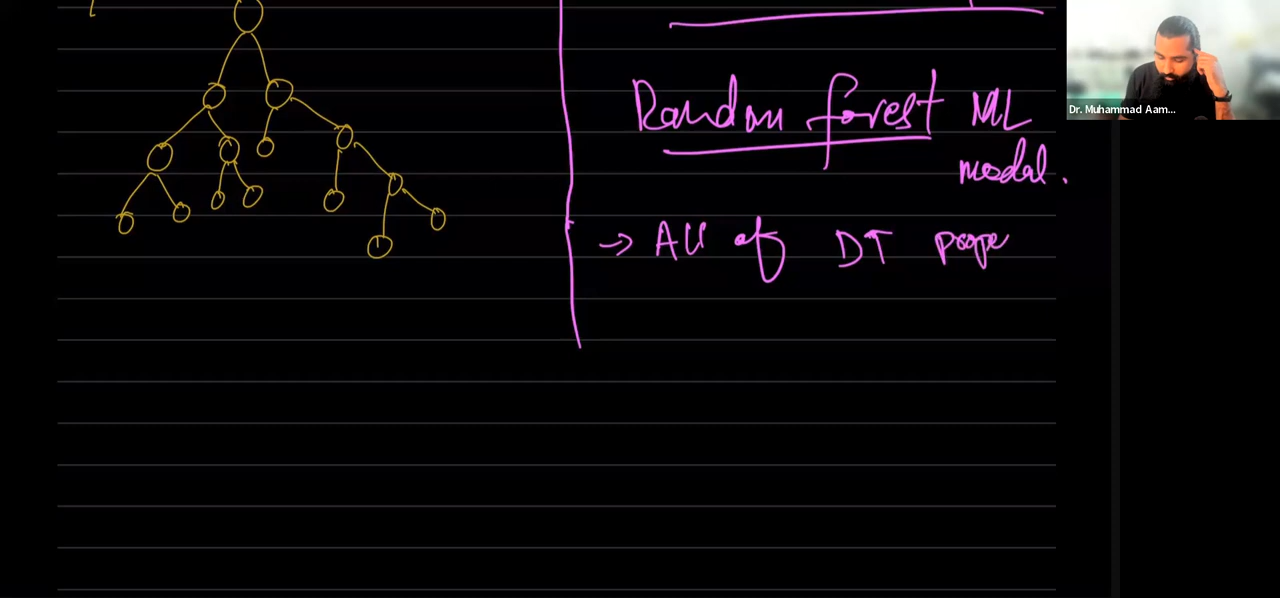 Random forest ML
model.
→ All of DT prope
Dr. Muhammad Aam...